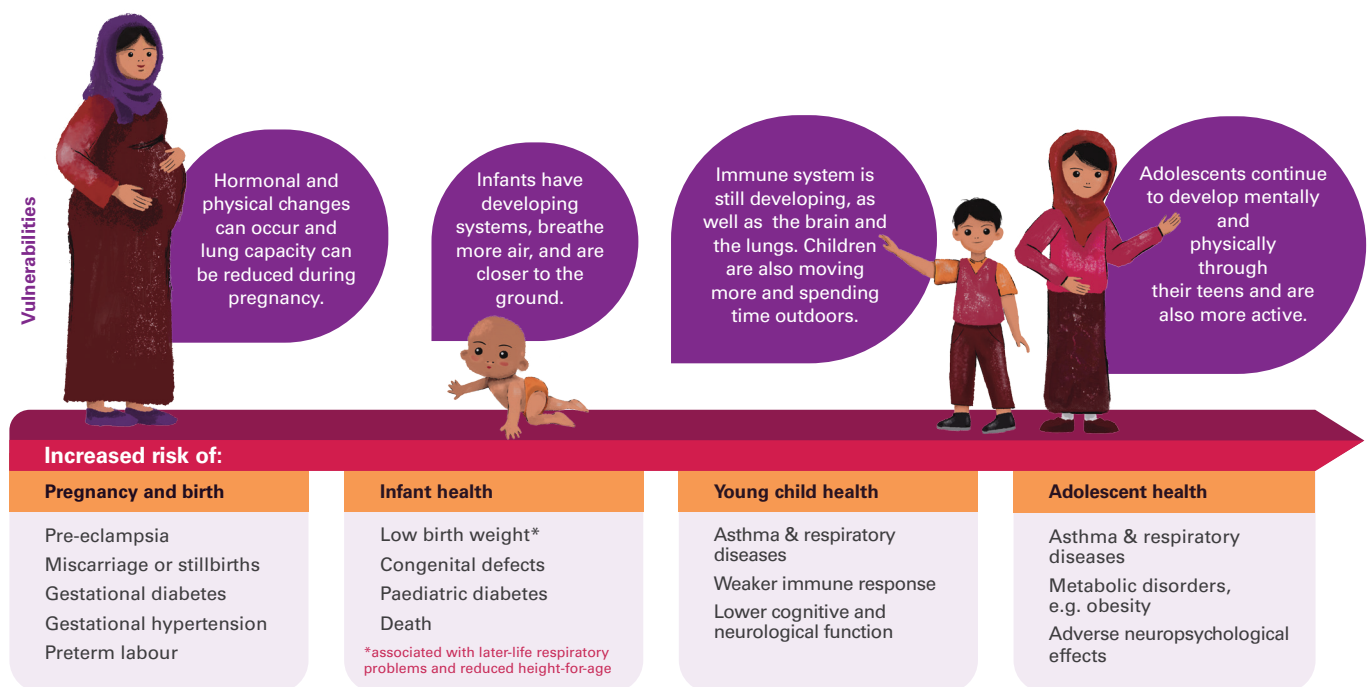 Vulnerabilities
Hormonal and
physical changes
can occur and
lung capacity can
be reduced during
pregnancy.
Infants have
developing
systems, breathe
more air, and are
closer to the
ground.
Immune system is
still developing, as
well as the brain and
the lungs. Children
are also moving
more and spending
time outdoors.
Adolescents continue
to develop mentally
and
physically
through
their teens and are
also more active.
Increased risk of:
Pregnancy and birth
Pre-eclampsia
Miscarriage or stillbirths
Gestational diabetes
Gestational hypertension
Preterm labour
Infant health
Low birth weight*
Congenital defects
Paediatric diabetes
Death
*associated with later-life respiratory
problems and reduced height-for-age
Young child health
Asthma & respiratory
diseases
Weaker immune response
Lower cognitive and
neurological function
Adolescent health
Asthma & respiratory
diseases
Metabolic disorders,
e.g. obesity
Adverse neuropsychological
effects